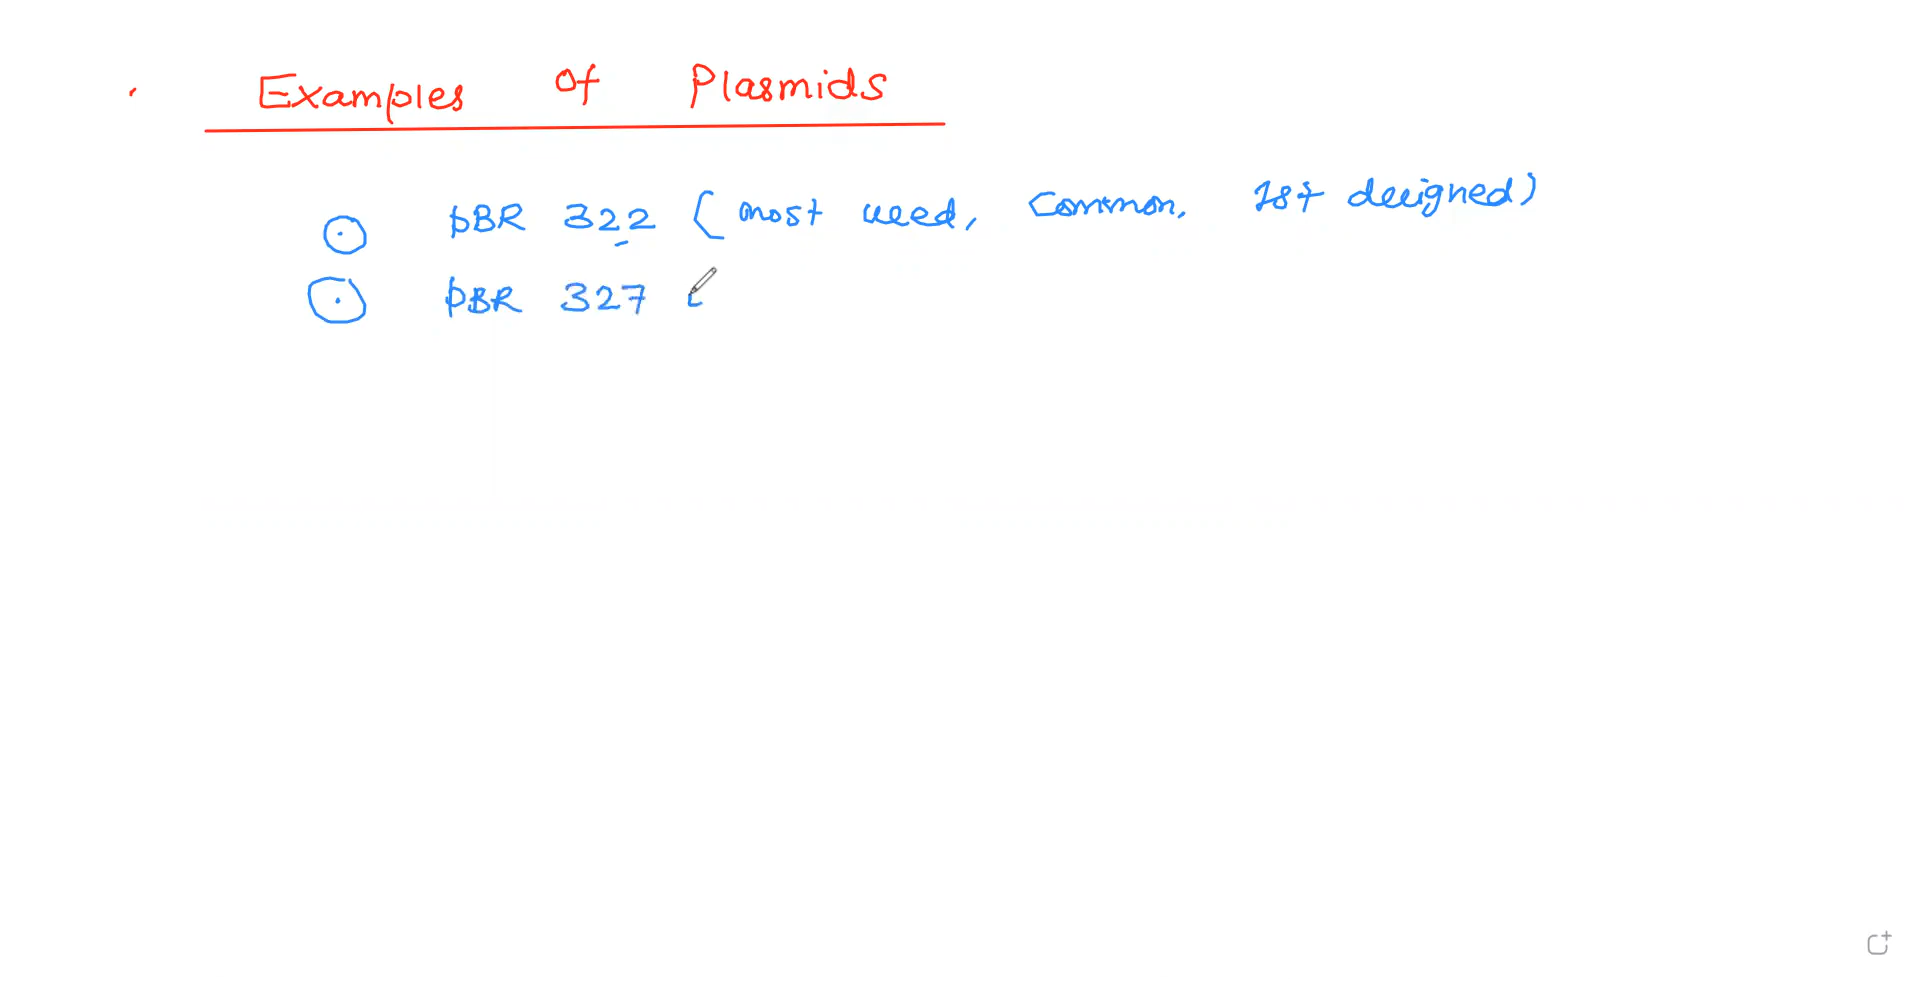 Examples of Plasmids
pBR 322 (most used, common, 1st designed)
pBR 327